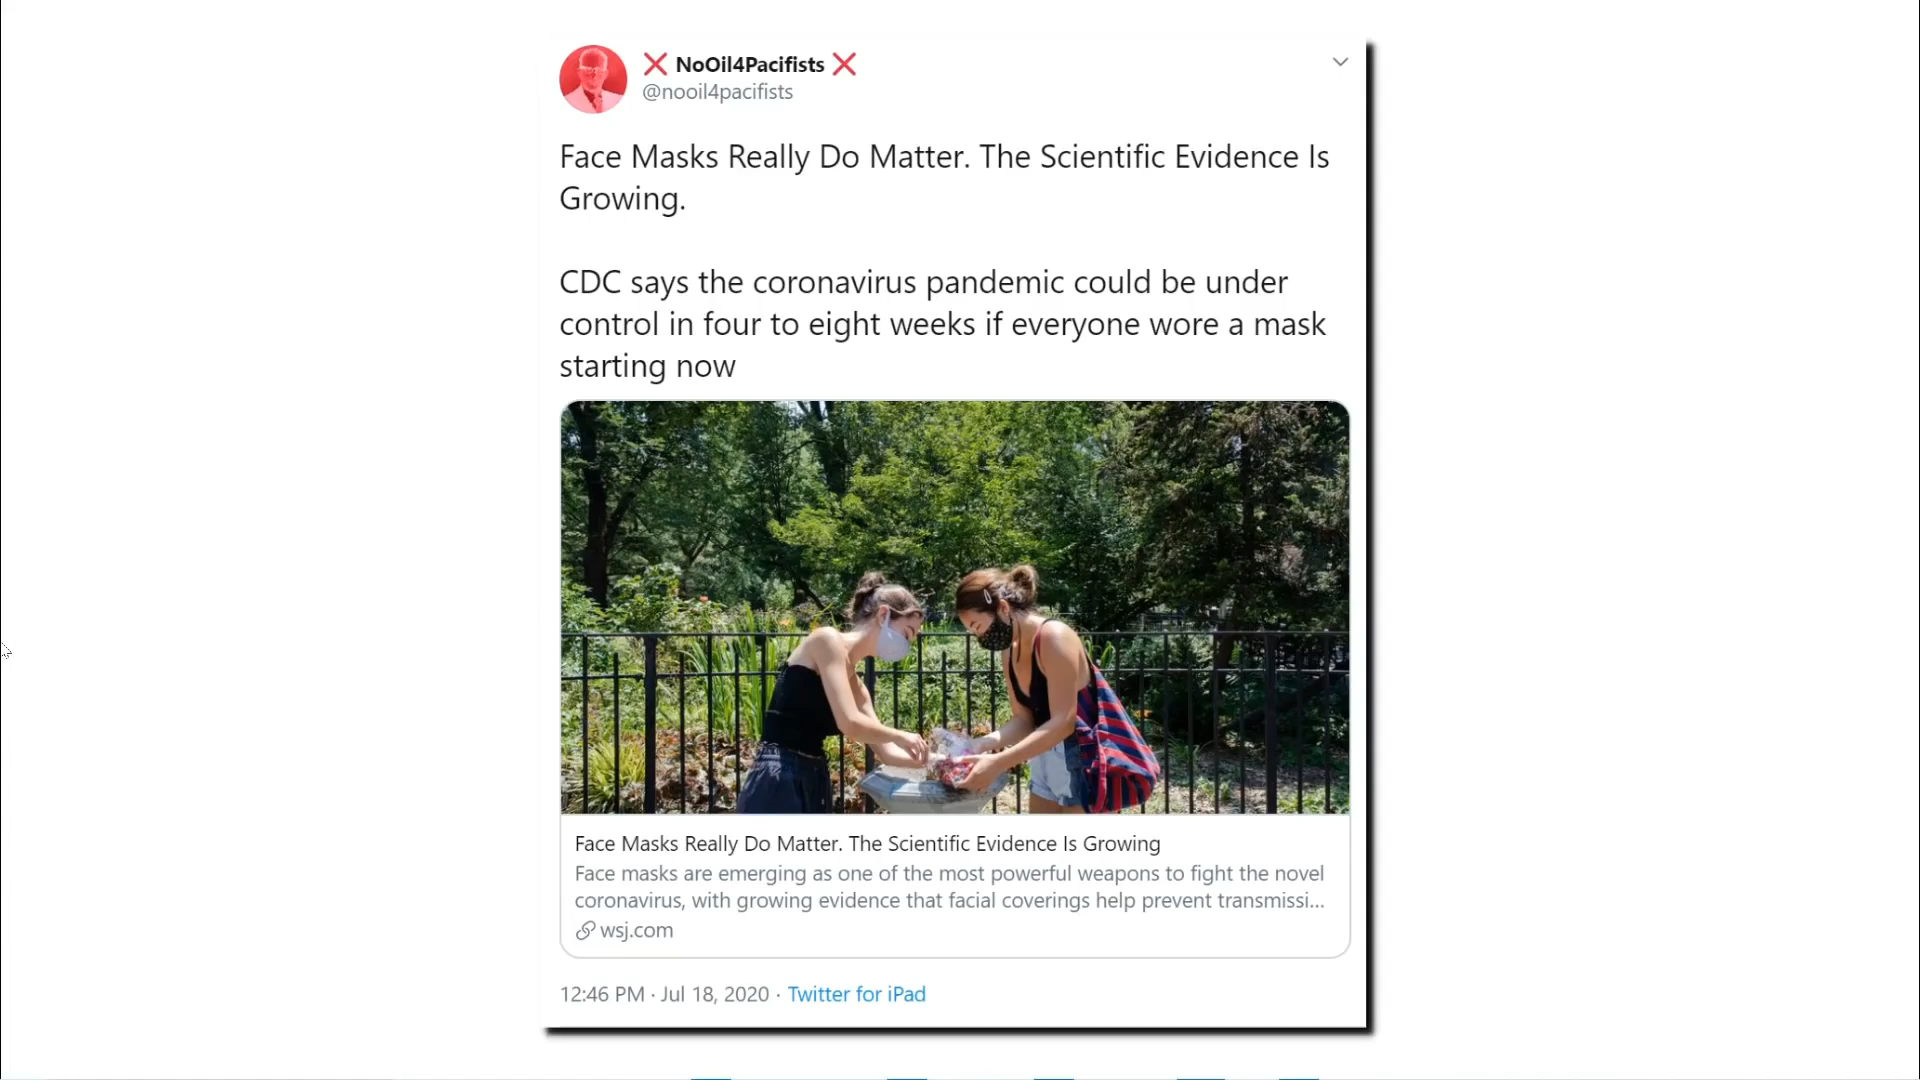 ❌ NoOil4Pacifists ❌
@nooil4pacifists
Face Masks Really Do Matter. The Scientific Evidence Is
Growing.
CDC says the coronavirus pandemic could be under
control in four to eight weeks if everyone wore a mask
starting now
Face Masks Really Do Matter. The Scientific Evidence Is Growing
Face masks are emerging as one of the most powerful weapons to fight the novel
coronavirus, with growing evidence that facial coverings help prevent transmissi...
wsj.com
12:46 PM · Jul 18, 2020 · Twitter for iPad